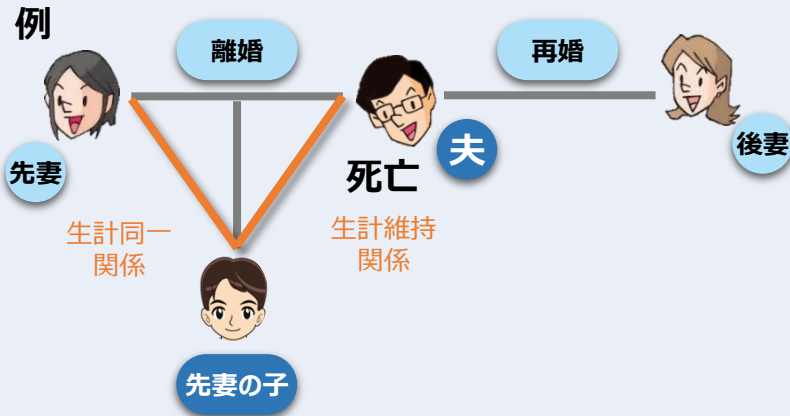 例
離婚
再婚
先妻
夫
後妻
死亡
生計同一
関係
生計維持
関係
先妻の子